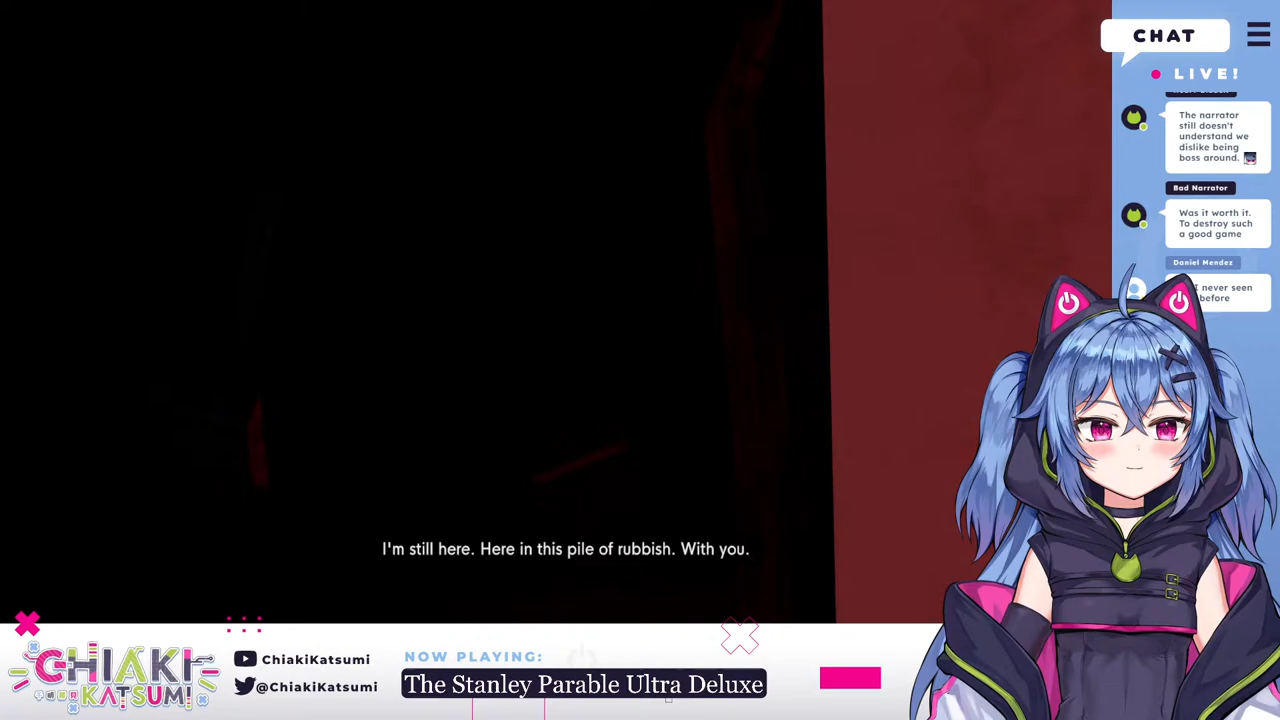 CHAT
LIVE!
The narrator
still doesn't
understand we
dislike being
boss around.
Bad Narrator
Was it worth it.
To destroy such
a good game
Daniel Mendez
I never seen
before
I'm still here. Here in this pile of rubbish. With you.
CHIAKI
KATSUMI
ChiakiKatsumi
@ChiakiKatsumi
NOW PLAYING:
The Stanley Parable Ultra Deluxe